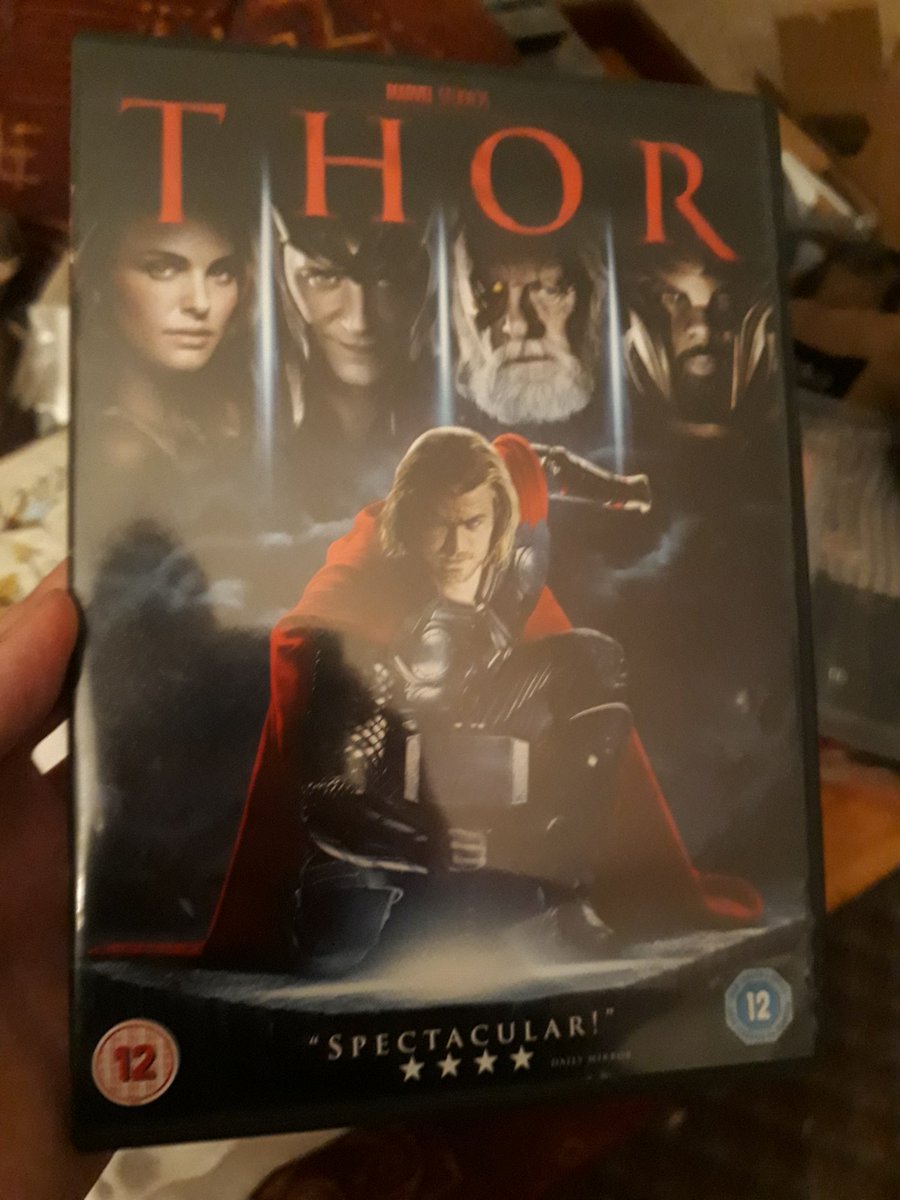 MARVEL STUDIOS
THOR
"SPECTACULAR!"
DAILY MIRROR
12
12